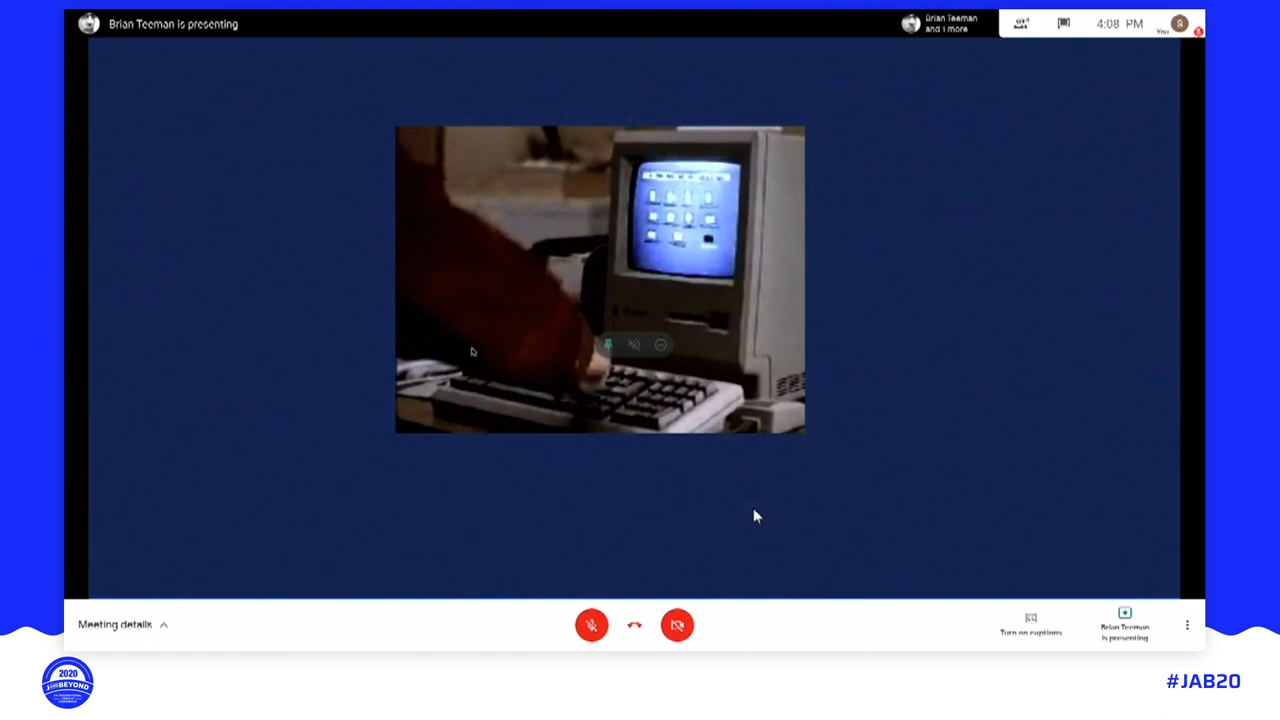 Brian Teeman is presenting
Brian Teeman
and 1 more
4:08 PM
You
S
Meeting details
Turn on captions
Brian Teeman
is presenting
2020
JANDBEYOND
#JAB20